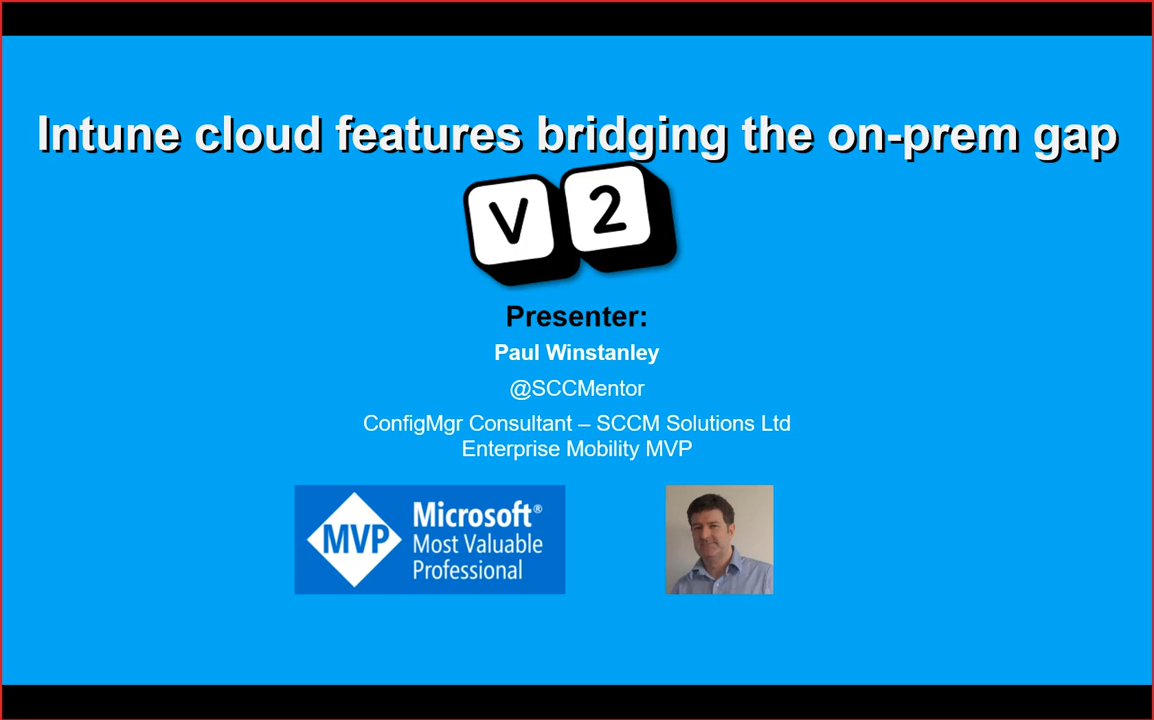 Intune cloud features bridging the on-prem gap
V 2
Presenter:
Paul Winstanley
@SCCMentor
ConfigMgr Consultant – SCCM Solutions Ltd
Enterprise Mobility MVP
MVP
Microsoft®
Most Valuable
Professional